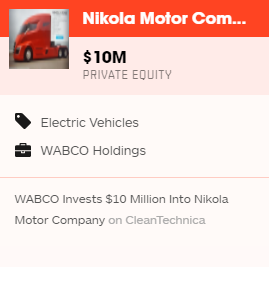 Nikola Motor Com...
$10M
PRIVATE EQUITY
Electric Vehicles
WABCO Holdings
WABCO Invests $10 Million Into Nikola
Motor Company on CleanTechnica